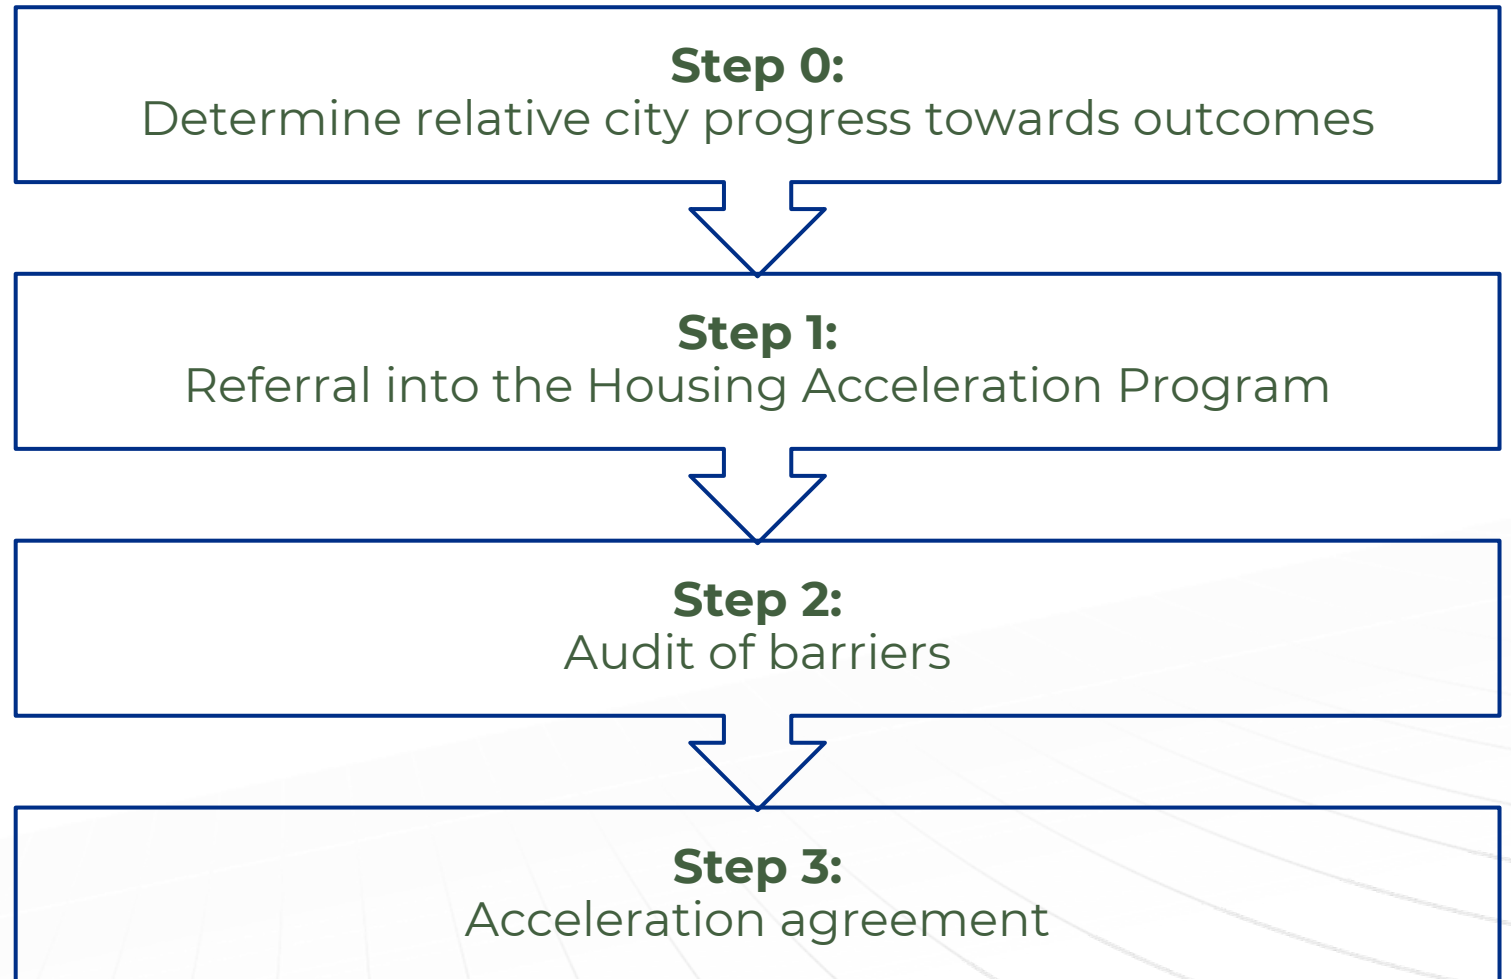 Step 0:
Determine relative city progress towards outcomes
Step 1:
Referral into the Housing Acceleration Program
Step 2:
Audit of barriers
Step 3:
Acceleration agreement